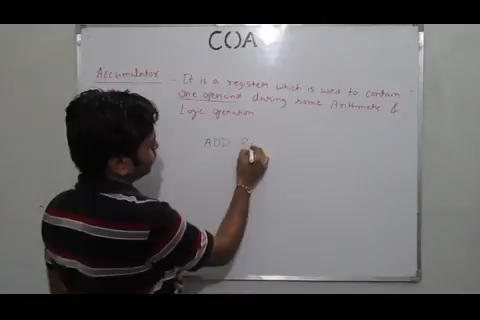 COA
Accumulator - It is a register which is used to contain
one operand during some Arithmetic &
Logic operation
ADD